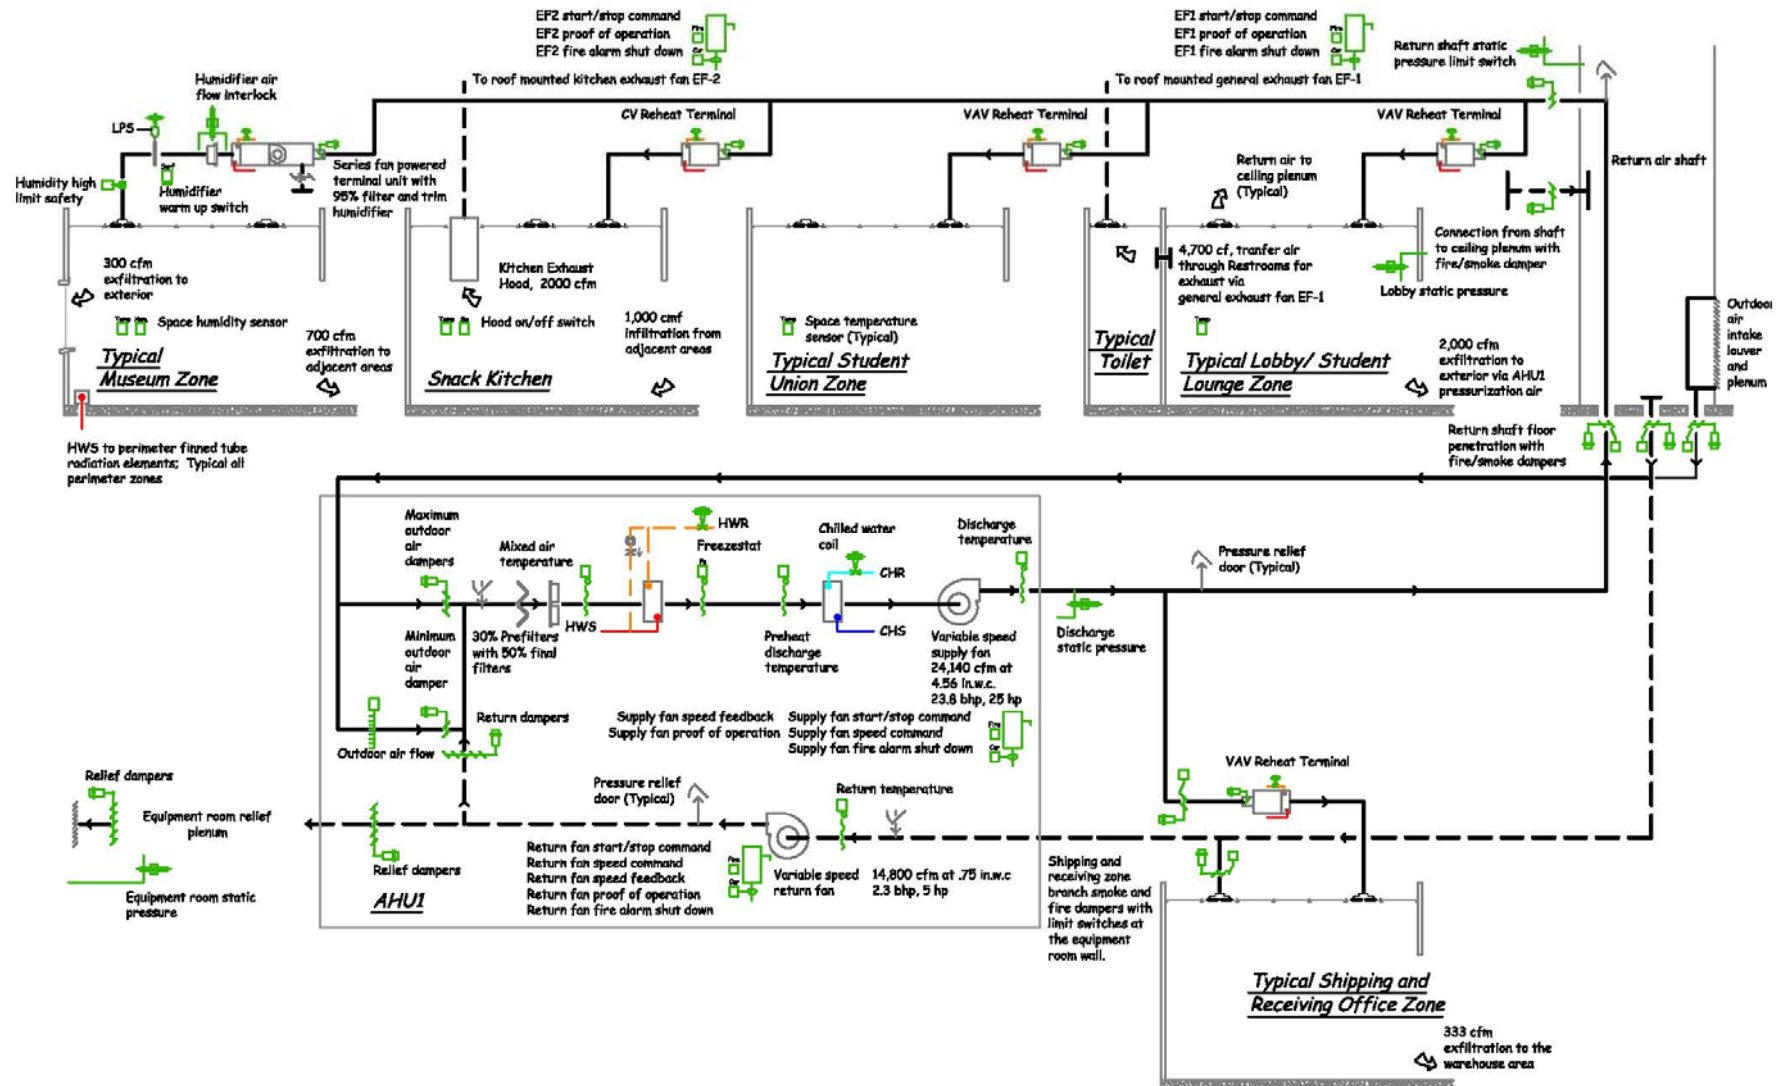 EF2 start/stop command
EF2 proof of operation
EF2 fire alarm shut down
To roof mounted kitchen exhaust fan EF-2
EF1 start/stop command
EF1 proof of operation
EF1 fire alarm shut down
To roof mounted general exhaust fan EF-1
Return shaft static
pressure limit switch
Humidifier air
flow interlock
LPS
CV Reheat Terminal
VAV Reheat Terminal
VAV Reheat Terminal
Humidity high
limit safety
Humidifier
warm up switch
Series fan powered
terminal unit with
95% filter and trim
humidifier
Return air to
ceiling plenum
(Typical)
Return air shaft
300 cfm
exfiltration to
exterior
Space humidity sensor
Typical
Museum Zone
700 cfm
exfiltration to
adjacent areas
Kitchen Exhaust
Hood, 2000 cfm
Hood on/off switch
Snack Kitchen
1,000 cmf
infiltration from
adjacent areas
Temp
Space temperature
sensor (Typical)
Typical Student
Union Zone
4,700 cf, tranfer air
through Restrooms for
exhaust via
general exhaust fan EF-1
Typical
Toilet
Temp
Typical Lobby/ Student
Lounge Zone
Connection from shaft
to ceiling plenum with
fire/smoke damper
Lobby static pressure
2,000 cfm
exfiltration to
exterior via AHU1
pressurization air
Outdoor
air
intake
louver
and
plenum
HWS to perimeter finned tube
radiation elements; Typical all
perimeter zones
Return shaft floor
penetration with
fire/smoke dampers
Maximum
outdoor
air
dampers
Mixed air
temperature
HWR
Freezestat
Chilled water
coil
CHR
Discharge
temperature
Pressure relief
door (Typical)
HWS
CHS
Minimum
outdoor
air
damper
30% Prefilters
with 50% final
filters
Preheat
discharge
temperature
Variable speed
supply fan
24,140 cfm at
4.56 in.w.c.
23.8 bhp, 25 hp
Discharge
static pressure
Return dampers
Outdoor air flow
Supply fan speed feedback
Supply fan proof of operation
Supply fan start/stop command
Supply fan speed command
Supply fan fire alarm shut down
VAV Reheat Terminal
Relief dampers
Equipment room relief
plenum
Equipment room static
pressure
Pressure relief
door (Typical)
Return temperature
Relief dampers
AHU1
Return fan start/stop command
Return fan speed command
Return fan speed feedback
Return fan proof of operation
Return fan fire alarm shut down
Variable speed
return fan
14,800 cfm at .75 in.w.c
2.3 bhp, 5 hp
Shipping and
receiving zone
branch smoke and
fire dampers with
limit switches at
the equipment
room wall.
Typical Shipping and
Receiving Office Zone
333 cfm
exfiltration to the
warehouse area